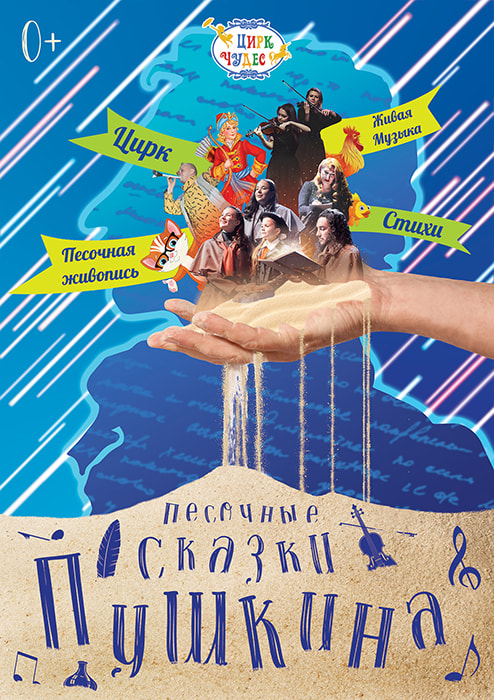 0+
ЦИРК
ЧУДЕС
Живая
Музыка
Цирк
Стихи
Песочная
живопись
песочные
сказки
Пушкина